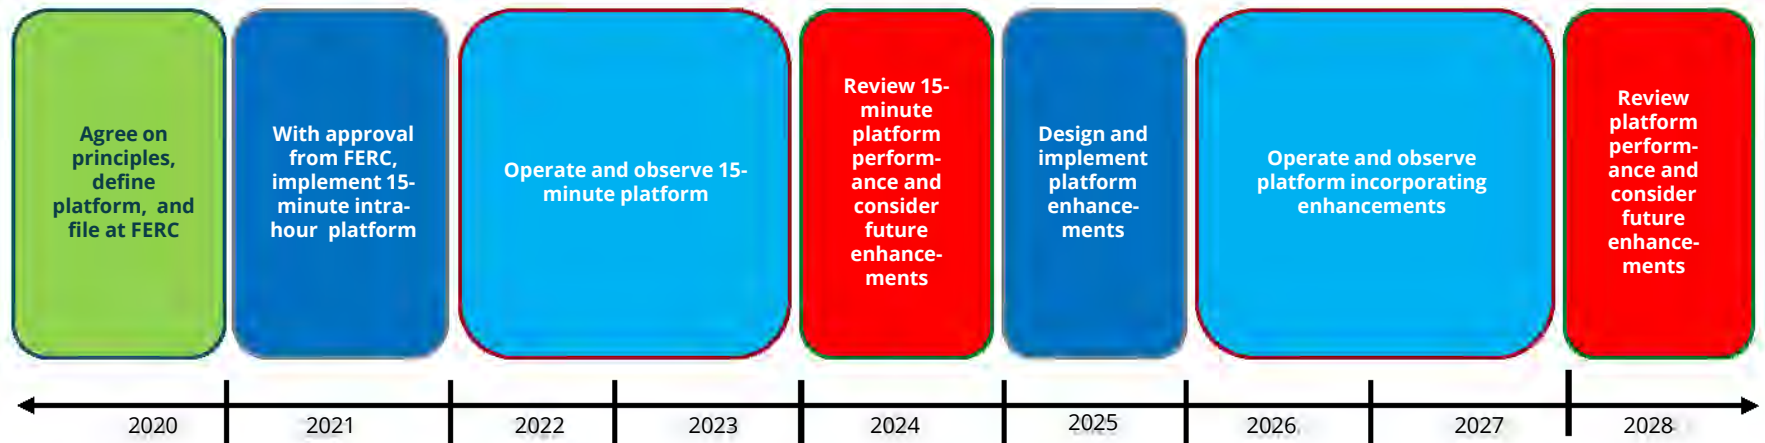 Agree on
principles,
define
platform, and
file at FERC
With approval
from FERC,
implement 15-
minute intra-
hour platform
Operate and observe 15-
minute platform
Review 15-
minute
platform
perform-
ance and
consider
future
enhance-
ments
Design and
implement
platform
enhance-
ments
Operate and observe
platform incorporating
enhancements
Review
platform
perform-
ance and
consider
future
enhance-
ments
2020
2021
2022
2023
2024
2025
2026
2027
2028